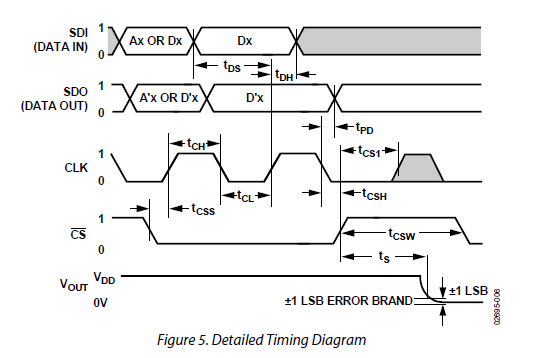 SDI
(DATA IN)
1
0
Ax OR Dx
Dx
tDS
tDH
SDO
(DATA OUT)
1
0
A'x OR D'x
D'x
tPD
tCH
tCS1
CLK
1
0
tCL
tCSH
tCSS
CS
1
0
tCSW
tS
VOUT
VDD
0V
±1 LSB
±1 LSB ERROR BRAND
02695-006
Figure 5. Detailed Timing Diagram